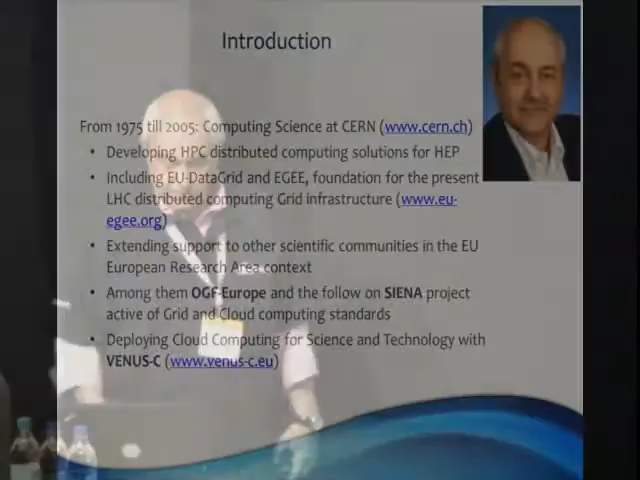 Introduction
From 1975 till 2005: Computing Science at CERN (www.cern.ch)
• Developing HPC distributed computing solutions for HEP
• Including EU-DataGrid and EGEE, foundation for the present
LHC distributed computing Grid infrastructure (www.eu-
egee.org)
• Extending support to other scientific communities in the EU
European Research Area context
• Among them OGF-Europe and the follow on SIENA project
active of Grid and Cloud computing standards
• Deploying Cloud Computing for Science and Technology with
VENUS-C (www.venus-c.eu)